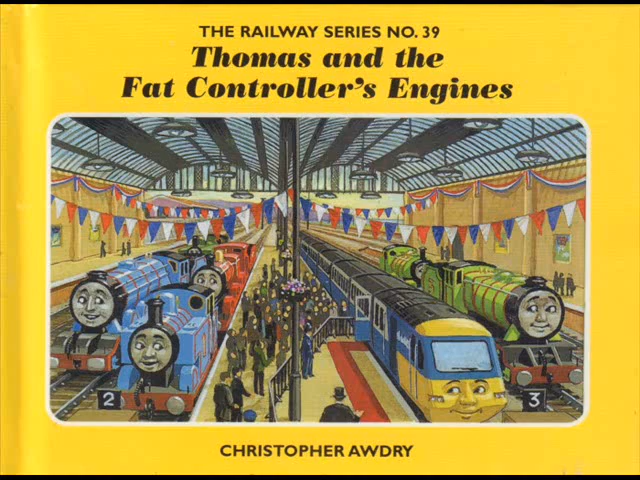 THE RAILWAY SERIES NO. 39
Thomas and the
Fat Controller's Engines
2
3
CHRISTOPHER AWDRY